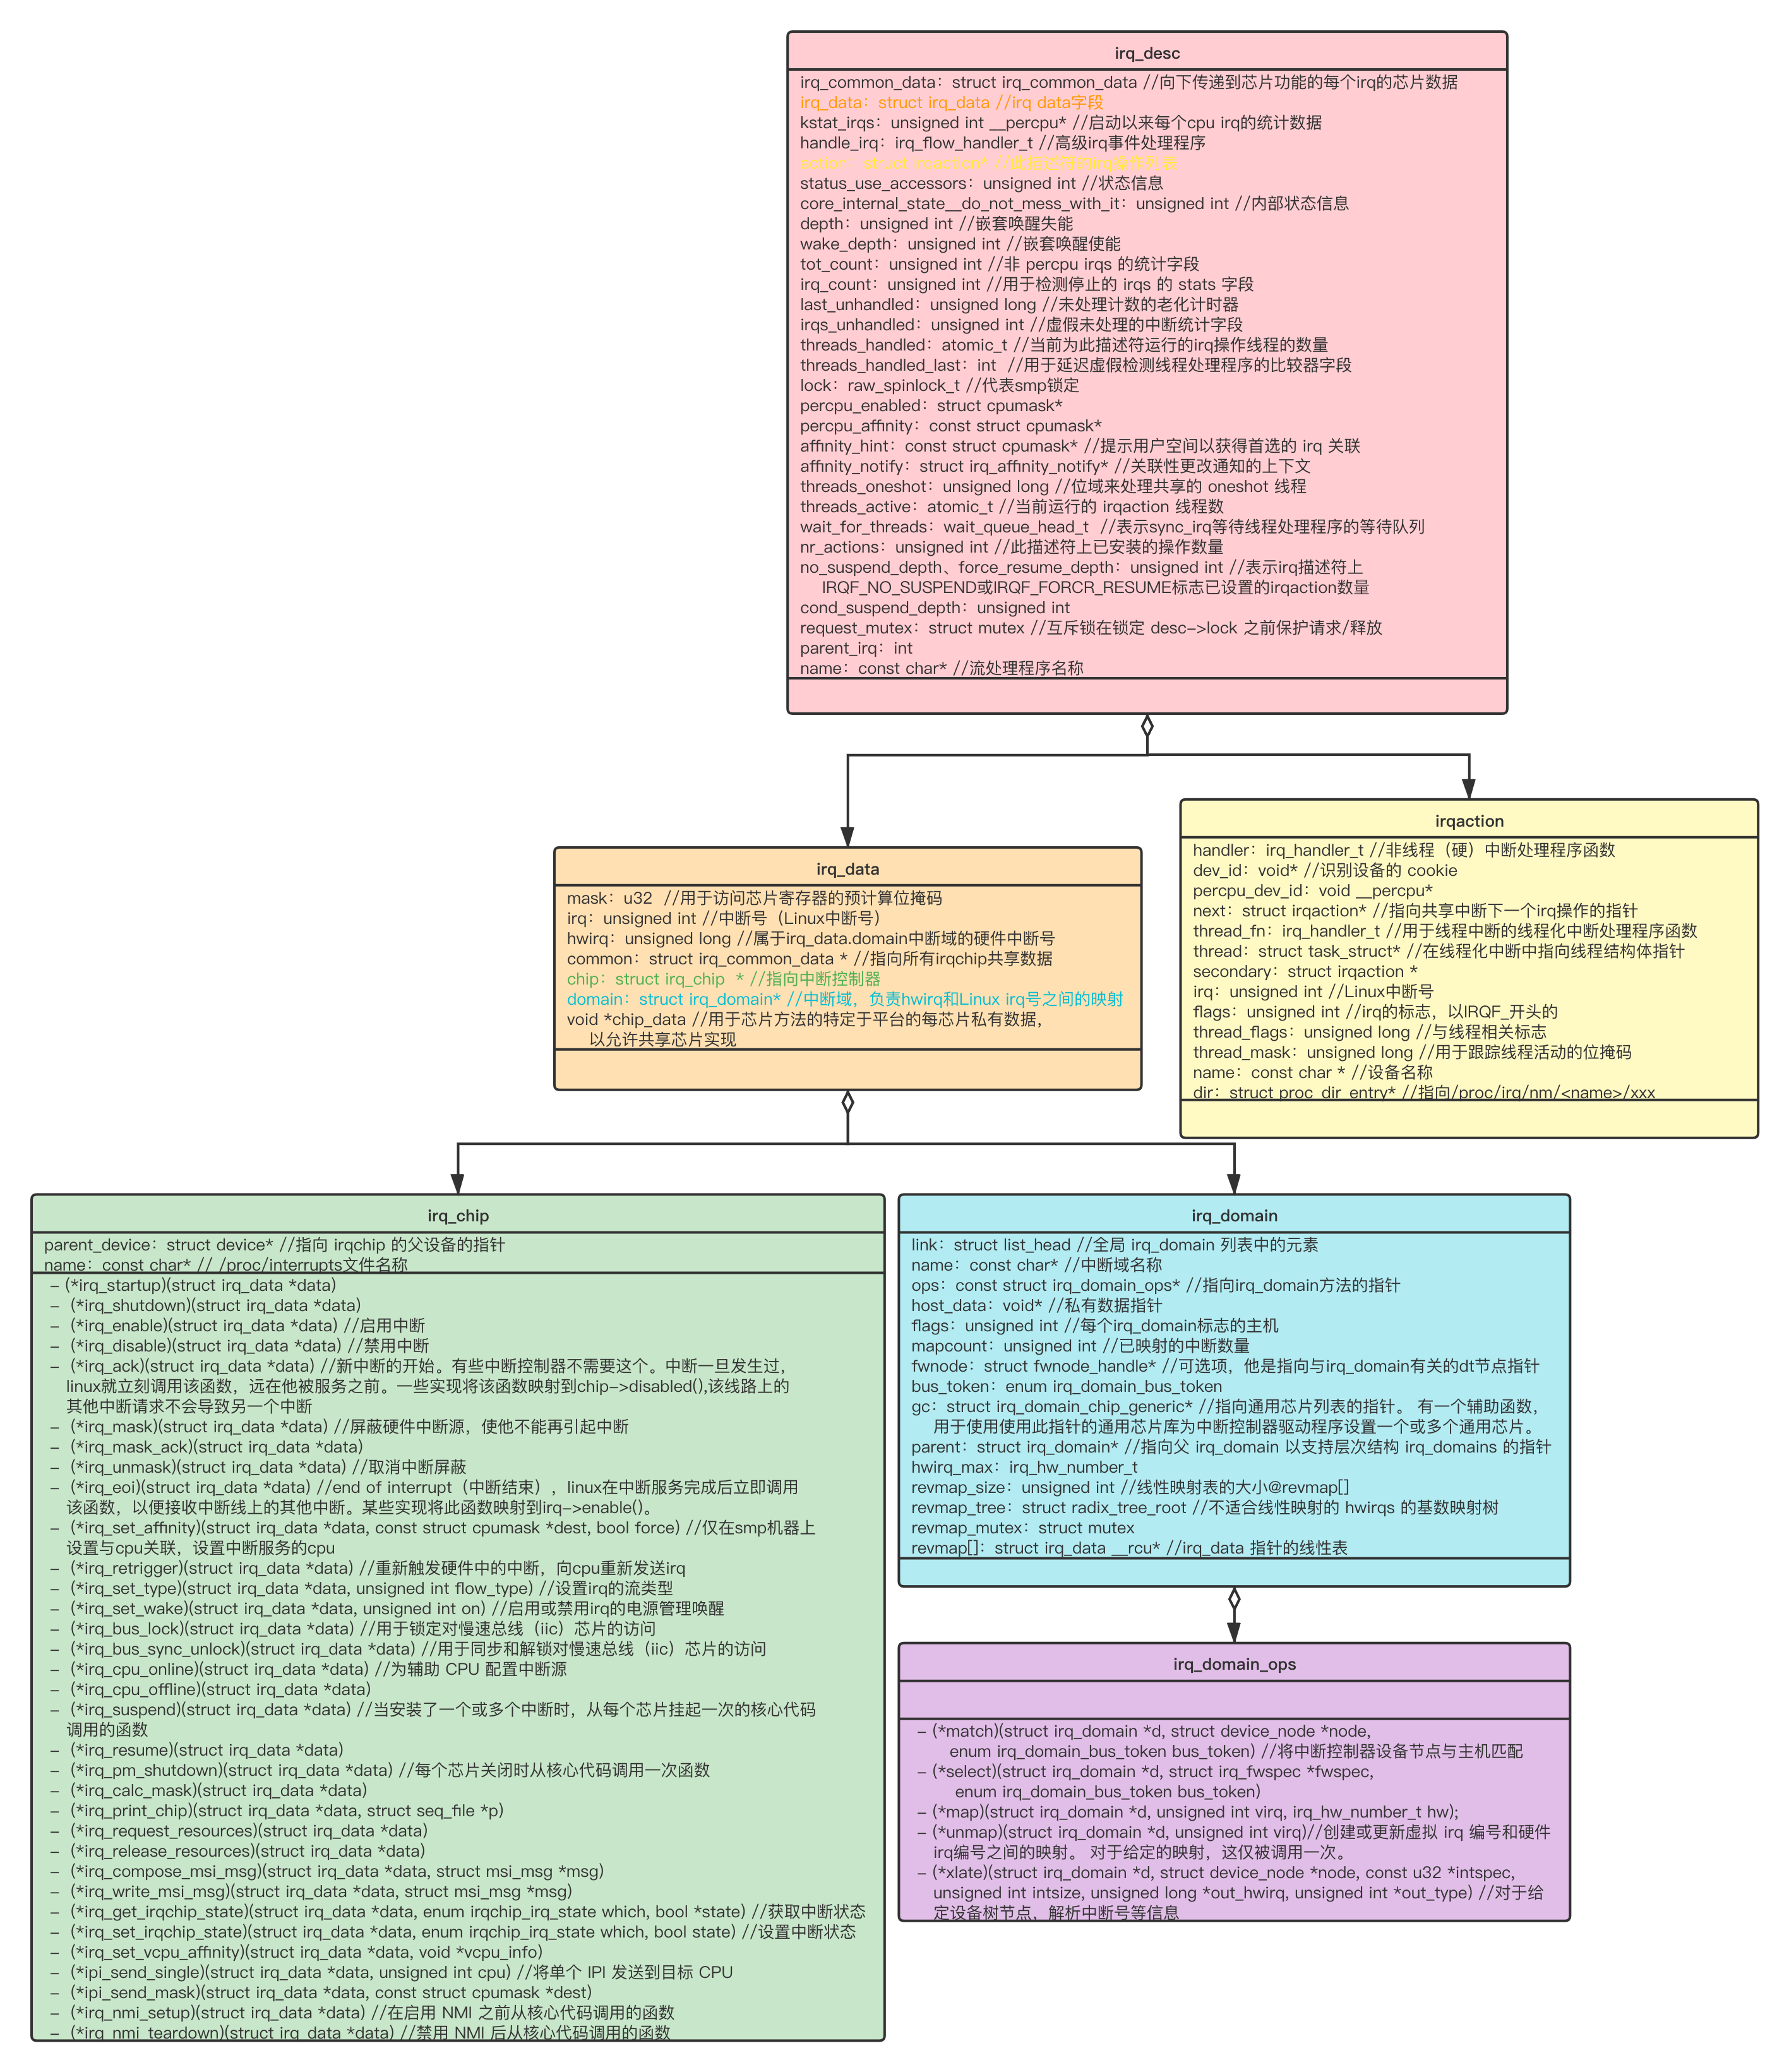 irq_desc
irq_common_data：struct irq_common_data //向下传递到芯片功能的每个irq的芯片数据
irq_data：struct irq_data //irq data字段
kstat_irqs：unsigned int __percpu* //启动以来每个cpu irq的统计数据
handle_irq：irq_flow_handler_t //高级irq事件处理程序
action：struct irqaction* //此描述符的irq操作列表
status_use_accessors：unsigned int //状态信息
core_internal_state__do_not_mess_with_it：unsigned int //内部状态信息
depth：unsigned int //嵌套唤醒失能
wake_depth：unsigned int //嵌套唤醒使能
tot_count：unsigned int //非 percpu irqs 的统计字段
irq_count：unsigned int //用于检测停止的 irqs 的 stats 字段
last_unhandled：unsigned long //未处理计数的老化计时器
irqs_unhandled：unsigned int //虚假未处理的中断统计字段
threads_handled：atomic_t //当前为此描述符运行的irq操作线程的数量
threads_handled_last：int  //用于延迟虚假检测线程处理程序的比较器字段
lock：raw_spinlock_t //代表smp锁定
percpu_enabled：struct cpumask*
percpu_affinity：const struct cpumask*
affinity_hint：const struct cpumask* //提示用户空间以获得首选的 irq 关联
affinity_notify：struct irq_affinity_notify* //关联性更改通知的上下文
threads_oneshot：unsigned long //位域来处理共享的 oneshot 线程
threads_active：atomic_t //当前运行的 irqaction 线程数
wait_for_threads：wait_queue_head_t  //表示sync_irq等待线程处理程序的等待队列
nr_actions：unsigned int //此描述符上已安装的操作数量
no_suspend_depth、force_resume_depth：unsigned int //表示irq描述符上
IRQF_NO_SUSPEND或IRQF_FORCR_RESUME标志已设置的irqaction数量
cond_suspend_depth：unsigned int
request_mutex：struct mutex //互斥锁在锁定 desc->lock 之前保护请求/释放
parent_irq：int
name：const char* //流处理程序名称
irqaction
handler：irq_handler_t //非线程（硬）中断处理程序函数
dev_id：void* //识别设备的 cookie
percpu_dev_id：void __percpu*
next：struct irqaction* //指向共享中断下一个irq操作的指针
thread_fn：irq_handler_t //用于线程中断的线程化中断处理程序函数
thread：struct task_struct* //在线程化中断中指向线程结构体指针
secondary：struct irqaction *
irq：unsigned int //Linux中断号
flags：unsigned int //irq的标志，以IRQF_开头的
thread_flags：unsigned long //与线程相关标志
thread_mask：unsigned long //用于跟踪线程活动的位掩码
name：const char * //设备名称
dir：struct proc_dir_entry* //指向/proc/irq/nm/<name>/xxx
irq_data
mask：u32  //用于访问芯片寄存器的预计算位掩码
irq：unsigned int //中断号（Linux中断号）
hwirq：unsigned long //属于irq_data.domain中断域的硬件中断号
common：struct irq_common_data * //指向所有irqchip共享数据
chip：struct irq_chip  * //指向中断控制器
domain：struct irq_domain* //中断域，负责hwirq和Linux irq号之间的映射
void *chip_data //用于芯片方法的特定于平台的每芯片私有数据，
以允许共享芯片实现
irq_chip
parent_device：struct device* //指向 irqchip 的父设备的指针
name：const char* // /proc/interrupts文件名称
– (*irq_startup)(struct irq_data *data)
–  (*irq_shutdown)(struct irq_data *data)
–  (*irq_enable)(struct irq_data *data) //启用中断
–  (*irq_disable)(struct irq_data *data) //禁用中断
–  (*irq_ack)(struct irq_data *data) //新中断的开始。有些中断控制器不需要这个。中断一旦发生过，
linux就立刻调用该函数，远在他被服务之前。一些实现将该函数映射到chip->disabled(),该线路上的
其他中断请求不会导致另一个中断
–  (*irq_mask)(struct irq_data *data) //屏蔽硬件中断源，使他不能再引起中断
–  (*irq_mask_ack)(struct irq_data *data)
–  (*irq_unmask)(struct irq_data *data) //取消中断屏蔽
–  (*irq_eoi)(struct irq_data *data) //end of interrupt（中断结束），linux在中断服务完成后立即调用
该函数，以便接收中断线上的其他中断。某些实现将此函数映射到irq->enable()。
–  (*irq_set_affinity)(struct irq_data *data, const struct cpumask *dest, bool force) //仅在smp机器上
设置与cpu关联，设置中断服务的cpu
–  (*irq_retrigger)(struct irq_data *data) //重新触发硬件中的中断，向cpu重新发送irq
–  (*irq_set_type)(struct irq_data *data, unsigned int flow_type) //设置irq的流类型
–  (*irq_set_wake)(struct irq_data *data, unsigned int on) //启用或禁用irq的电源管理唤醒
–  (*irq_bus_lock)(struct irq_data *data) //用于锁定对慢速总线（iic）芯片的访问
–  (*irq_bus_sync_unlock)(struct irq_data *data) //用于同步和解锁对慢速总线（iic）芯片的访问
–  (*irq_cpu_online)(struct irq_data *data) //为辅助 CPU 配置中断源
–  (*irq_cpu_offline)(struct irq_data *data)
–  (*irq_suspend)(struct irq_data *data) //当安装了一个或多个中断时，从每个芯片挂起一次的核心代码
调用的函数
–  (*irq_resume)(struct irq_data *data)
–  (*irq_pm_shutdown)(struct irq_data *data) //每个芯片关闭时从核心代码调用一次函数
–  (*irq_calc_mask)(struct irq_data *data)
–  (*irq_print_chip)(struct irq_data *data, struct seq_file *p)
–  (*irq_request_resources)(struct irq_data *data)
–  (*irq_release_resources)(struct irq_data *data)
–  (*irq_compose_msi_msg)(struct irq_data *data, struct msi_msg *msg)
–  (*irq_write_msi_msg)(struct irq_data *data, struct msi_msg *msg)
–  (*irq_get_irqchip_state)(struct irq_data *data, enum irqchip_irq_state which, bool *state) //获取中断状态
–  (*irq_set_irqchip_state)(struct irq_data *data, enum irqchip_irq_state which, bool state) //设置中断状态
–  (*irq_set_vcpu_affinity)(struct irq_data *data, void *vcpu_info)
–  (*ipi_send_single)(struct irq_data *data, unsigned int cpu) //将单个 IPI 发送到目标 CPU
–  (*ipi_send_mask)(struct irq_data *data, const struct cpumask *dest)
–  (*irq_nmi_setup)(struct irq_data *data) //在启用 NMI 之前从核心代码调用的函数
–  (*irq_nmi_teardown)(struct irq_data *data) //禁用 NMI 后从核心代码调用的函数
irq_domain
link：struct list_head //全局 irq_domain 列表中的元素
name：const char* //中断域名称
ops：const struct irq_domain_ops* //指向irq_domain方法的指针
host_data：void* //私有数据指针
flags：unsigned int //每个irq_domain标志的主机
mapcount：unsigned int //已映射的中断数量
fwnode：struct fwnode_handle* //可选项，他是指向与irq_domain有关的dt节点指针
bus_token：enum irq_domain_bus_token
gc：struct irq_domain_chip_generic* //指向通用芯片列表的指针。 有一个辅助函数，
用于使用使用此指针的通用芯片库为中断控制器驱动程序设置一个或多个通用芯片。
parent：struct irq_domain* //指向父 irq_domain 以支持层次结构 irq_domains 的指针
hwirq_max：irq_hw_number_t
revmap_size：unsigned int //线性映射表的大小@revmap[]
revmap_tree：struct radix_tree_root //不适合线性映射的 hwirqs 的基数映射树
revmap_mutex：struct mutex
revmap[]：struct irq_data __rcu* //irq_data 指针的线性表
irq_domain_ops
– (*match)(struct irq_domain *d, struct device_node *node,
enum irq_domain_bus_token bus_token) //将中断控制器设备节点与主机匹配
– (*select)(struct irq_domain *d, struct irq_fwspec *fwspec,
enum irq_domain_bus_token bus_token)
– (*map)(struct irq_domain *d, unsigned int virq, irq_hw_number_t hw);
– (*unmap)(struct irq_domain *d, unsigned int virq)//创建或更新虚拟 irq 编号和硬件
irq编号之间的映射。 对于给定的映射，这仅被调用一次。
– (*xlate)(struct irq_domain *d, struct device_node *node, const u32 *intspec,
unsigned int intsize, unsigned long *out_hwirq, unsigned int *out_type) //对于给
定设备树节点，解析中断号等信息